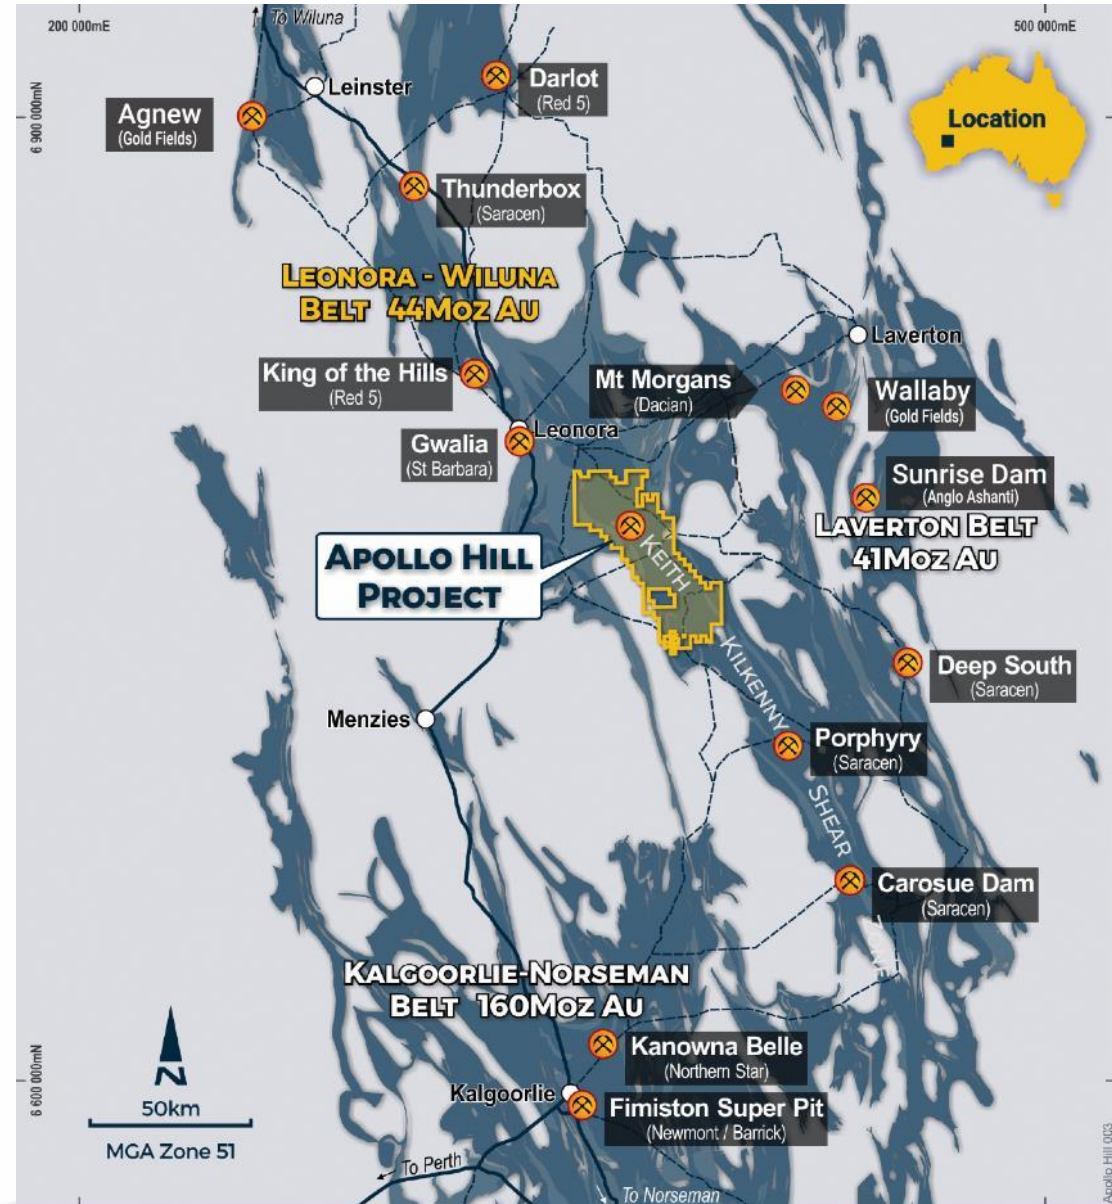 To Wiluna
200 000mE
500 000mE
6 900 000mN
Leinster
Darlot
(Red 5)
Agnew
(Gold Fields)
Location
Thunderbox
(Saracen)
LEONORA - WILUNA
BELT 44MOZ AU
Laverton
King of the Hills
(Red 5)
Mt Morgans
(Dacian)
Wallaby
(Gold Fields)
Leonora
Gwalia
(St Barbara)
Sunrise Dam
(Anglo Ashanti)
LAVERTON BELT
41MOZ AU
APOLLO HILL
PROJECT
KEITH
KILKENNY
SHEAR
ZONE
Deep South
(Saracen)
Menzies
Porphyry
(Saracen)
Carosue Dam
(Saracen)
KALGOORLIE-NORSEMAN
BELT 160MOZ AU
Kanowna Belle
(Northern Star)
N
6 600 000mN
50km
MGA Zone 51
Kalgoorlie
Fimiston Super Pit
(Newmont / Barrick)
To Perth
To Norseman
Apollo Hill 003